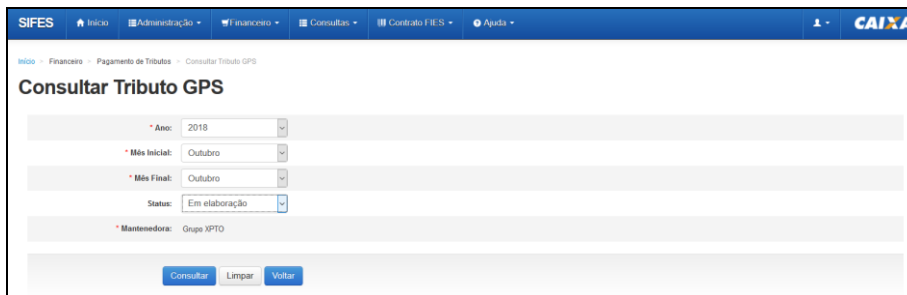 SIFES Início Administração Financeiro Consultas Contrato FIES Ajuda CAIXA
Início > Financeiro > Pagamento de Tributos > Consultar Tributo GPS
Consultar Tributo GPS
* Ano: 2018
* Mês Inicial: Outubro
* Mês Final: Outubro
Status: Em elaboração
* Mantenedora: Grupo XPTO
Consultar Limpar Voltar